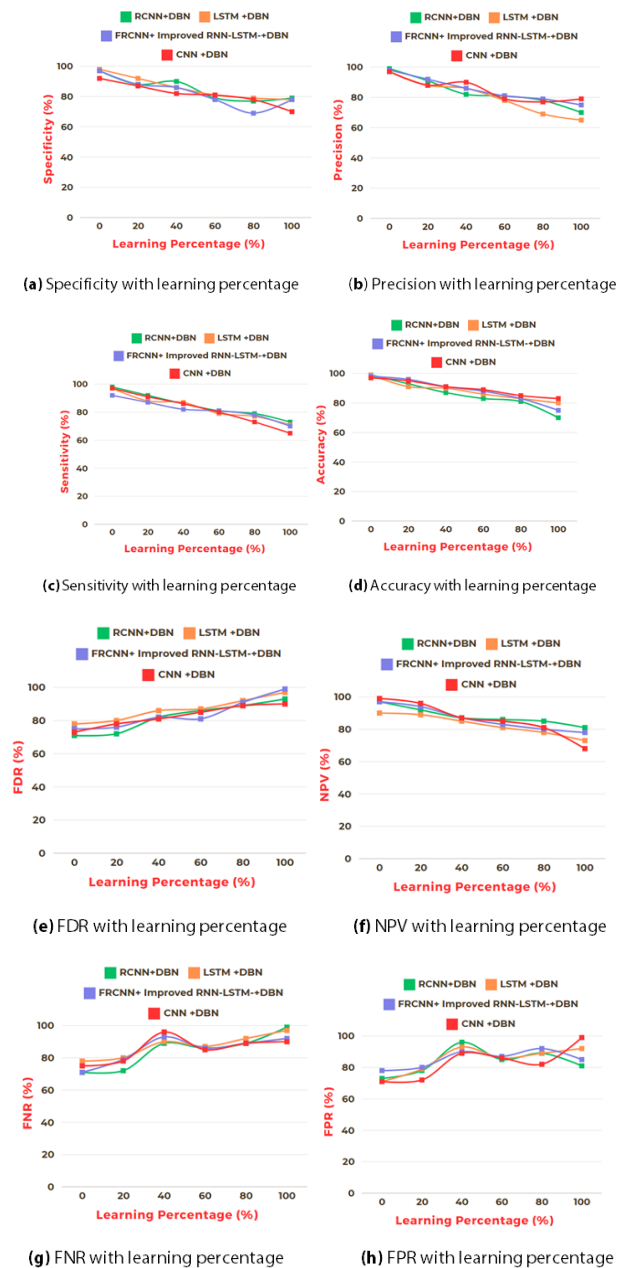 RCNN+DBN LSTM +DBN
FRCNN+ Improved RNN-LSTM-+DBN
CNN +DBN
Specificity (%)
100
80
60
40
20
0
0 20 40 60 80 100
Learning Percentage (%)
(a) Specificity with learning percentage
RCNN+DBN LSTM +DBN
FRCNN+ Improved RNN-LSTM-+DBN
CNN +DBN
Precision (%)
100
80
60
40
20
0
0 20 40 60 80 100
Learning Percentage (%)
(b) Precision with learning percentage
RCNN+DBN LSTM +DBN
FRCNN+ Improved RNN-LSTM-+DBN
CNN +DBN
Sensitivity (%)
100
80
60
40
20
0
0 20 40 60 80 100
Learning Percentage (%)
(c) Sensitivity with learning percentage
RCNN+DBN LSTM +DBN
FRCNN+ Improved RNN-LSTM-+DBN
CNN +DBN
Accuracy (%)
100
80
60
40
20
0
0 20 40 60 80 100
Learning Percentage (%)
(d) Accuracy with learning percentage
RCNN+DBN LSTM +DBN
FRCNN+ Improved RNN-LSTM-+DBN
CNN +DBN
FDR (%)
100
80
60
40
20
0
0 20 40 60 80 100
Learning Percentage (%)
(e) FDR with learning percentage
RCNN+DBN LSTM +DBN
FRCNN+ Improved RNN-LSTM-+DBN
CNN +DBN
NPV (%)
100
80
60
40
20
0
0 20 40 60 80 100
Learning Percentage (%)
(f) NPV with learning percentage
RCNN+DBN LSTM +DBN
FRCNN+ Improved RNN-LSTM-+DBN
CNN +DBN
FNR (%)
100
80
60
40
20
0
0 20 40 60 80 100
Learning Percentage (%)
(g) FNR with learning percentage
RCNN+DBN LSTM +DBN
FRCNN+ Improved RNN-LSTM-+DBN
CNN +DBN
FPR (%)
100
80
60
40
20
0
0 20 40 60 80 100
Learning Percentage (%)
(h) FPR with learning percentage